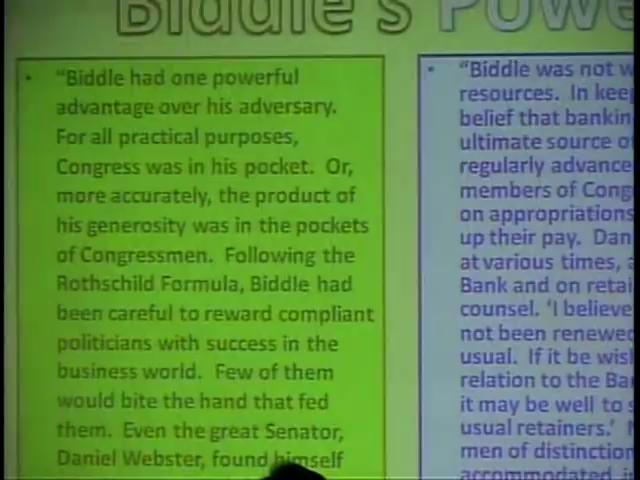 Biddle's Powe
• "Biddle had one powerful
advantage over his adversary.
For all practical purposes,
Congress was in his pocket. Or,
more accurately, the product of
his generosity was in the pockets
of Congressmen. Following the
Rothschild Formula, Biddle had
been careful to reward compliant
politicians with success in the
business world. Few of them
would bite the hand that fed
them. Even the great Senator,
Daniel Webster, found himself
• "Biddle was not w
resources. In keep
belief that bankin
ultimate source o
regularly advance
members of Cong
on appropriations
up their pay. Dan
at various times, a
Bank and on retai
counsel. 'I believe
not been renewed
usual. If it be wis
relation to the Ba
it may be well to s
usual retainers.'
men of distinction
accommodated i